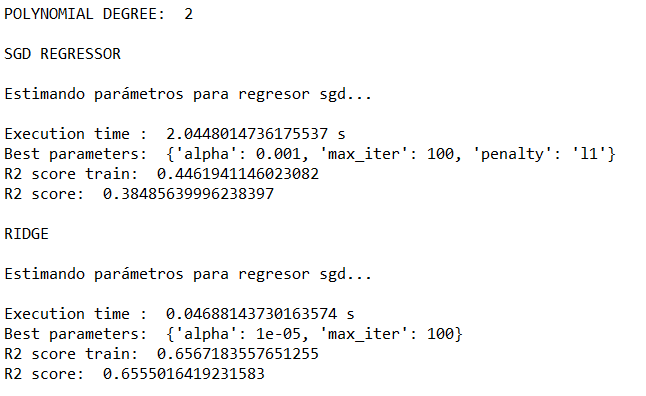 POLYNOMIAL DEGREE:  2
SGD REGRESSOR
Estimando parámetros para regresor sgd...
Execution time :  2.0448014736175537 s
Best parameters:  {'alpha': 0.001, 'max_iter': 100, 'penalty': 'l1'}
R2 score train:  0.4461941146023082
R2 score:  0.38485639996238397
RIDGE
Estimando parámetros para regresor sgd...
Execution time :  0.04688143730163574 s
Best parameters:  {'alpha': 1e-05, 'max_iter': 100}
R2 score train:  0.6567183557651255
R2 score:  0.6555016419231583